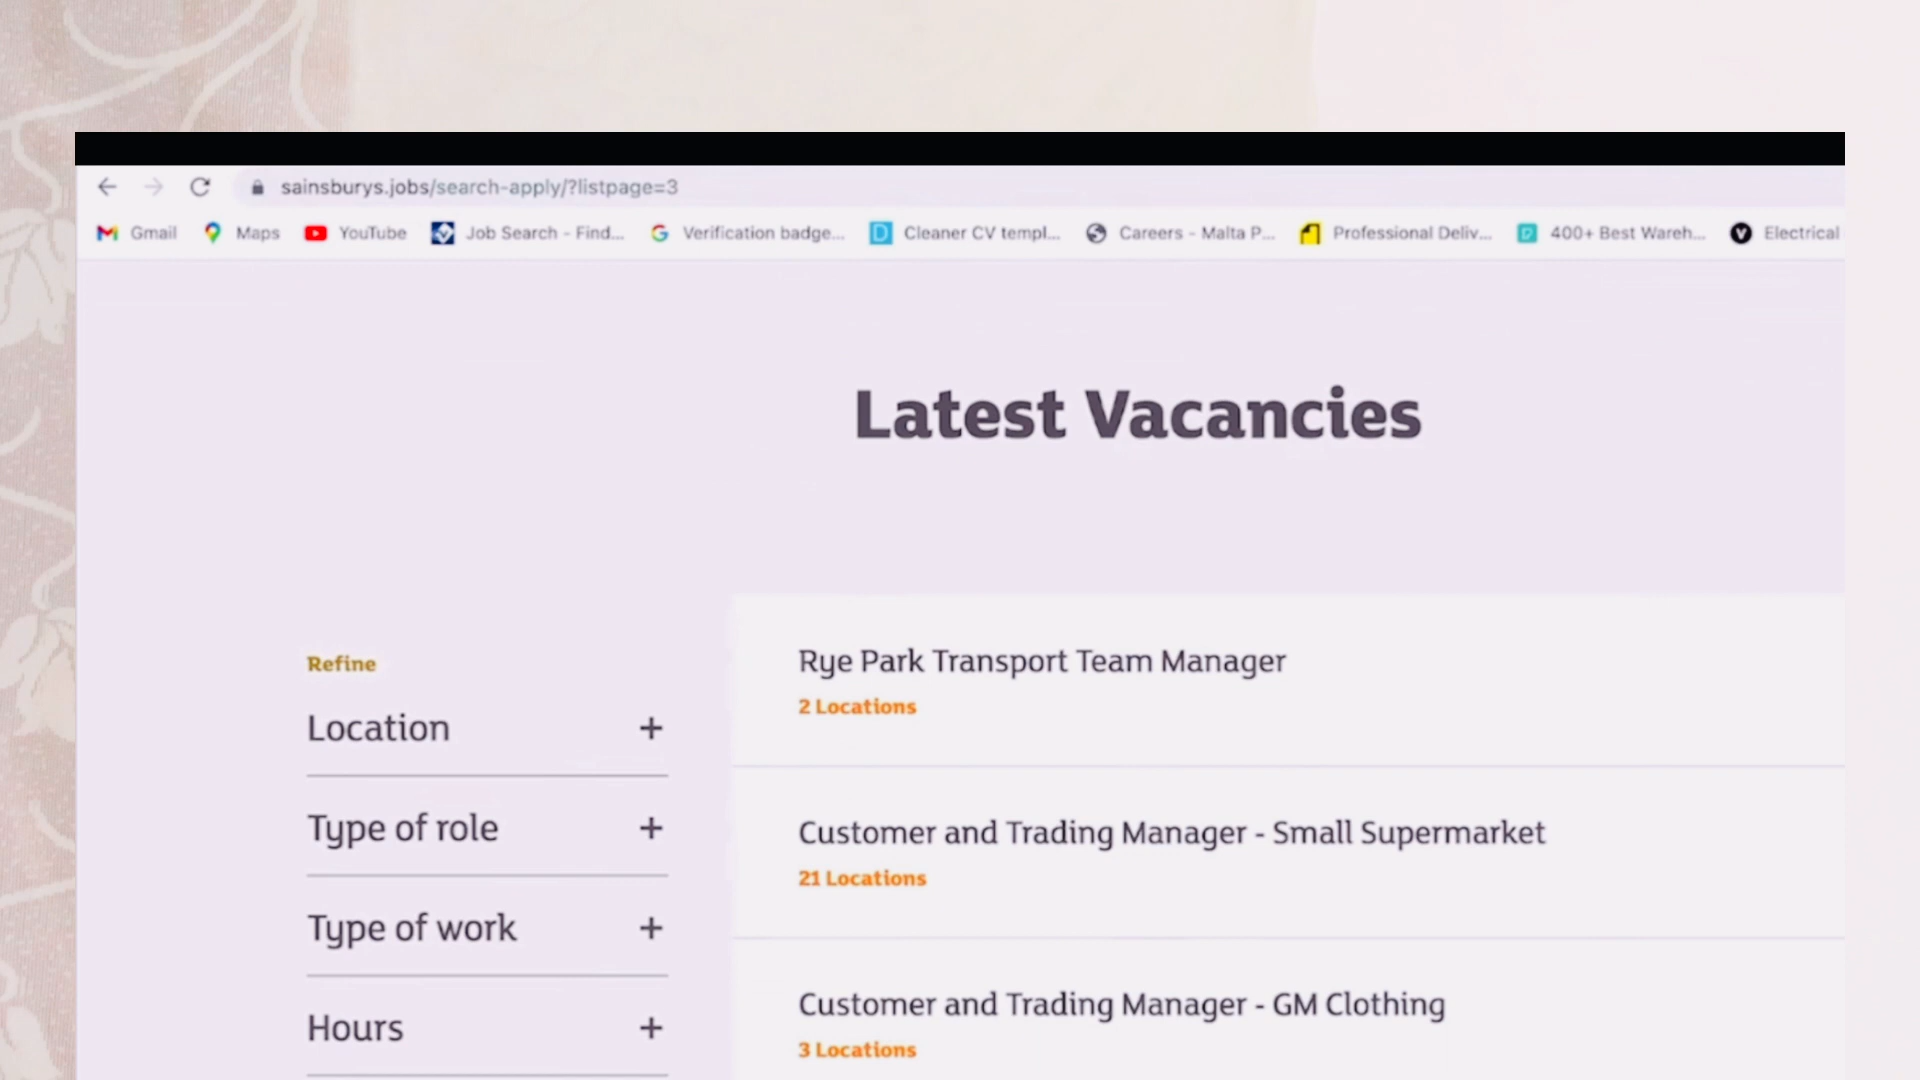 sainsburys.jobs/search-apply/?listpage=3
Gmail Maps YouTube Job Search - Find... Verification badge... Cleaner CV templ... Careers - Malta P... Professional Deliv... 400+ Best Wareh... Electrical
Latest Vacancies
Refine
Location +
Type of role +
Type of work +
Hours +
Rye Park Transport Team Manager
2 Locations
Customer and Trading Manager - Small Supermarket
21 Locations
Customer and Trading Manager - GM Clothing
3 Locations